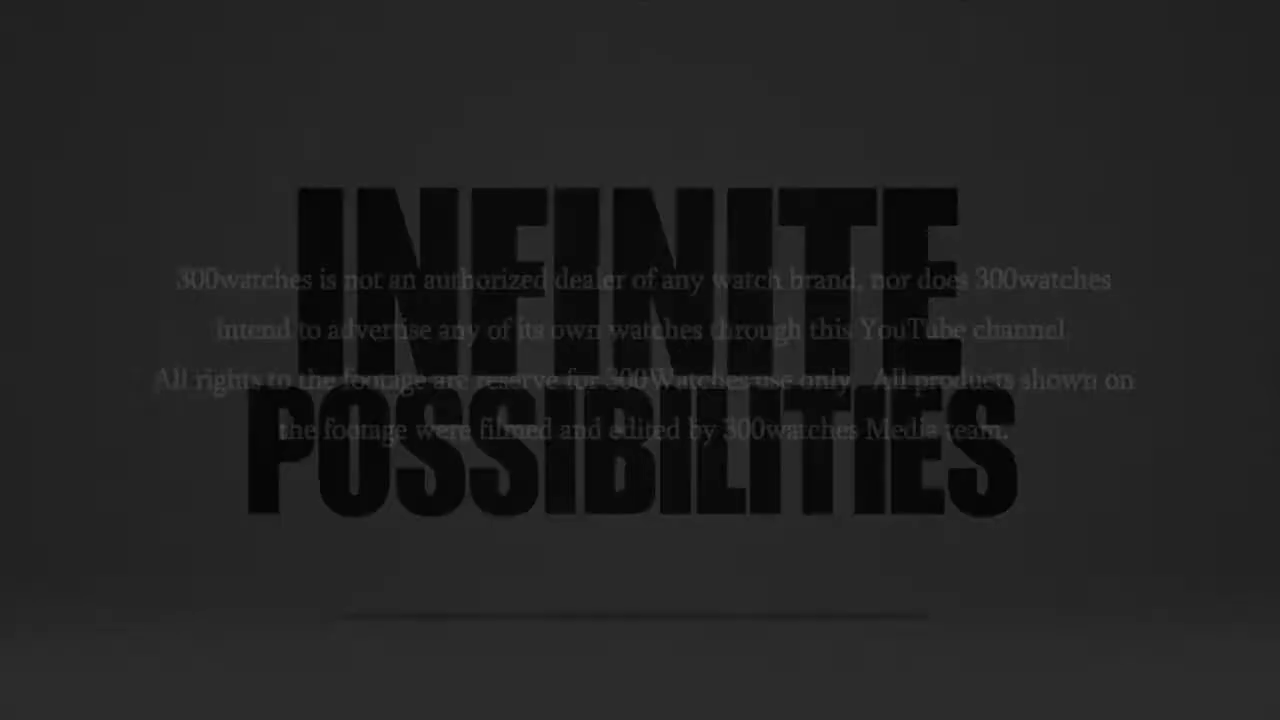 INFINITE
300watches is not an authorized dealer of any watch brand, nor does 300watches
intend to advertise any of its own watches through this YouTube channel.
All rights to the footage are reserve for 300Watches use only. All products shown on
POSSIBILITIES
the footage were filmed and edited by 300watches Media team.